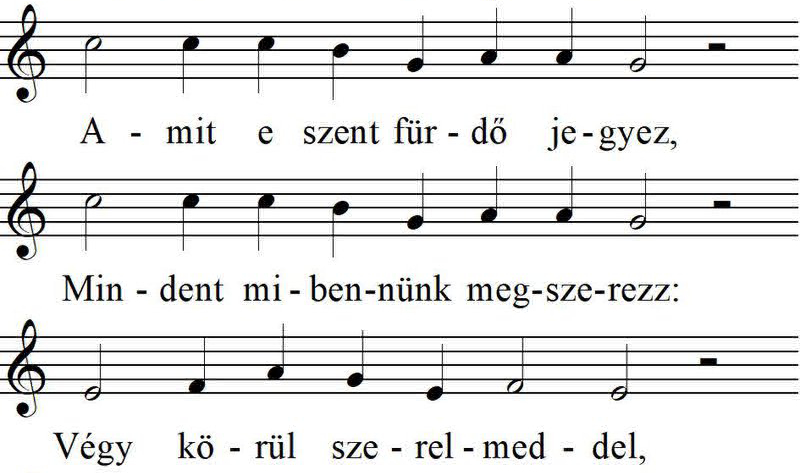 A - mit e szent für - dő je - gyez,
Min - dent mi - ben-nünk meg-sze-rezz:
Végy kö - rül sze - rel - med - del,